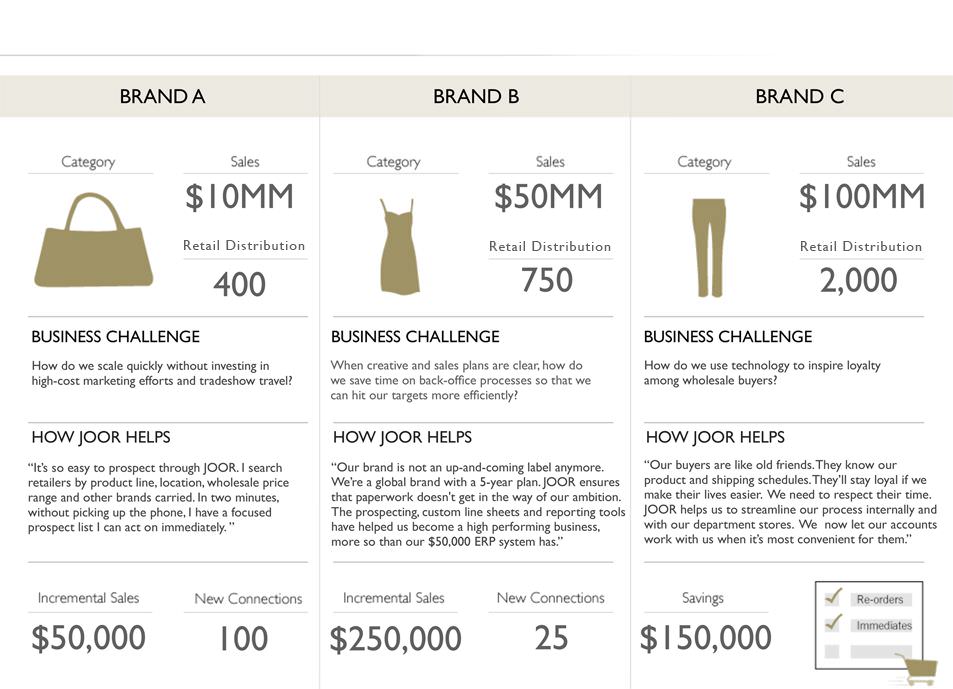 BRAND A
Category
Sales
$10MM
Retail Distribution
400
BUSINESS CHALLENGE
How do we scale quickly without investing in
high-cost marketing efforts and tradeshow travel?
HOW JOOR HELPS
“It’s so easy to prospect through JOOR. I search
retailers by product line, location, wholesale price
range and other brands carried. In two minutes,
without picking up the phone, I have a focused
prospect list I can act on immediately. ”
Incremental Sales
New Connections
$50,000
100
BRAND B
Category
Sales
$50MM
Retail Distribution
750
BUSINESS CHALLENGE
When creative and sales plans are clear, how do
we save time on back-office processes so that we
can hit our targets more efficiently?
HOW JOOR HELPS
“Our brand is not an up-and-coming label anymore.
We’re a global brand with a 5-year plan. JOOR ensures
that paperwork doesn’t get in the way of our ambition.
The prospecting, custom line sheets and reporting tools
have helped us become a high performing business,
more so than our $50,000 ERP system has.”
Incremental Sales
New Connections
$250,000
25
BRAND C
Category
Sales
$100MM
Retail Distribution
2,000
BUSINESS CHALLENGE
How do we use technology to inspire loyalty
among wholesale buyers?
HOW JOOR HELPS
“Our buyers are like old friends. They know our
product and shipping schedules. They’ll stay loyal if we
make their lives easier. We need to respect their time.
JOOR helps us to streamline our process internally and
with our department stores. We now let our accounts
work with us when it’s most convenient for them.”
Savings
$150,000
Re-orders
Immediates